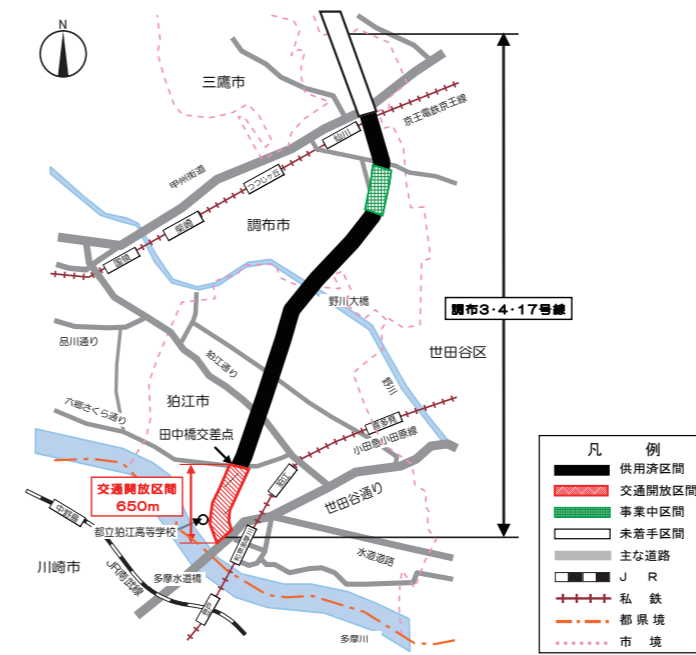 N
三鷹市
京王電鉄京王線
仙川
つつじヶ丘
甲州街道
柴崎
調布市
国領
野川大橋
調布3・4・17号線
品川通り
狛江通り
世田谷区
野川
六郷さくら通り
狛江市
喜多見
小田急小田原線
田中橋交差点
狛江
世田谷通り
交通開放区間
650m
中野島
都立狛江高等学校
和泉多摩川
水道道路
川崎市
JR南武線
多摩水道橋
登戸
多摩川
凡 例
供用済区間
交通開放区間
事業中区間
未着手区間
主な道路
J R
私 鉄
都 県 境
市 境